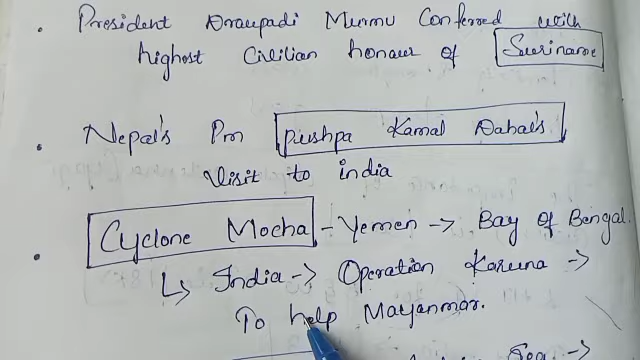 • President Draupadi Murmu Conferred with
highest Civilian honour of Suriname
• Nepal's Pm Pushpa Kamal Dahal's
Visit to india
• Cyclone Mocha - Yemen → Bay of Bengal.
↳ India → Operation Karuna →
To help Mayanmar.